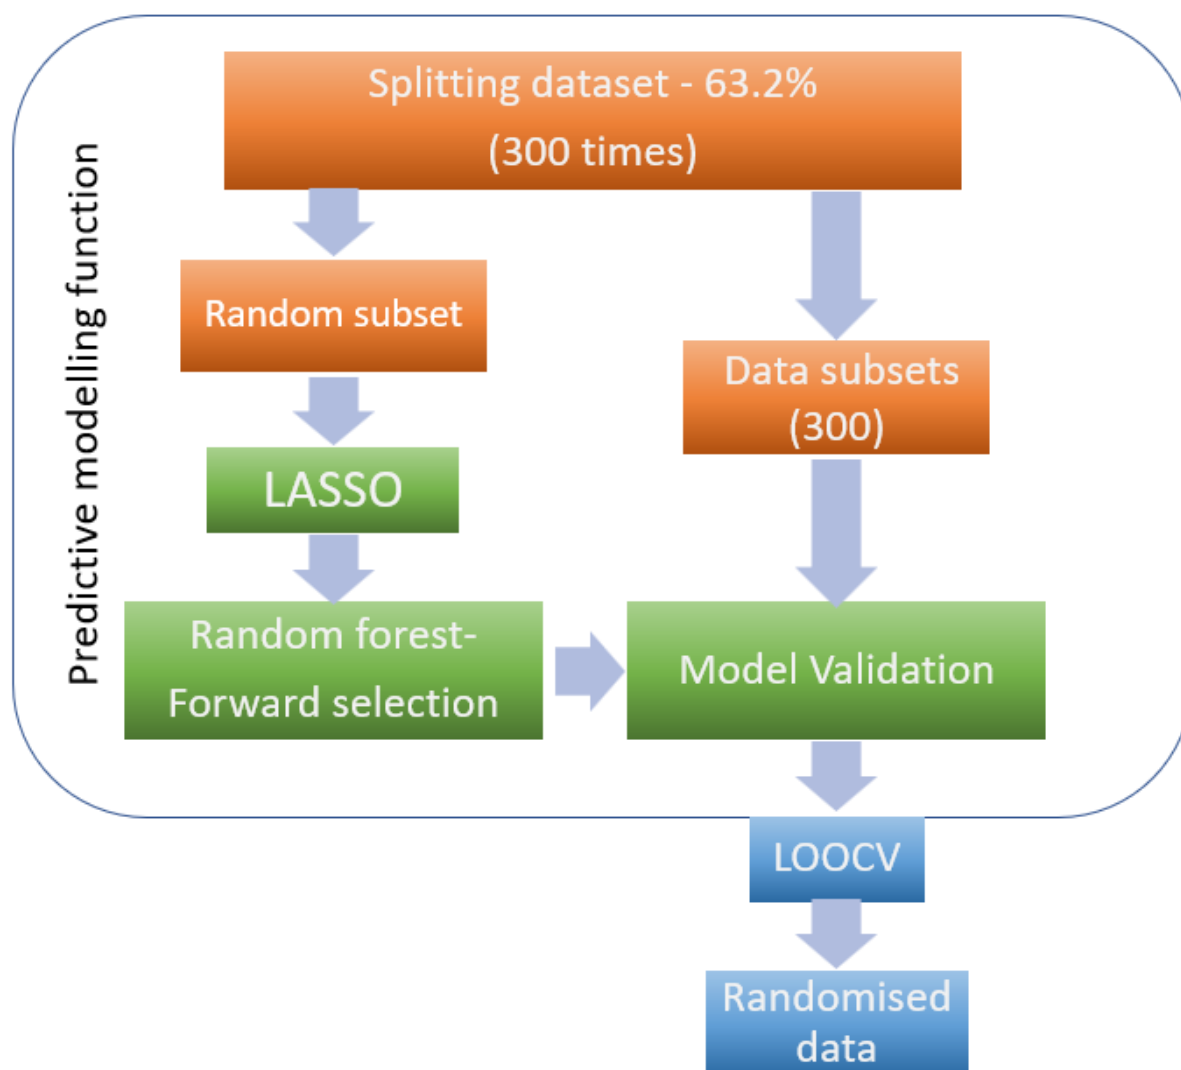 Predictive modelling function
Splitting dataset - 63.2%
(300 times)
Random subset
Data subsets
(300)
LASSO
Random forest-
Forward selection
Model Validation
LOOCV
Randomised
data